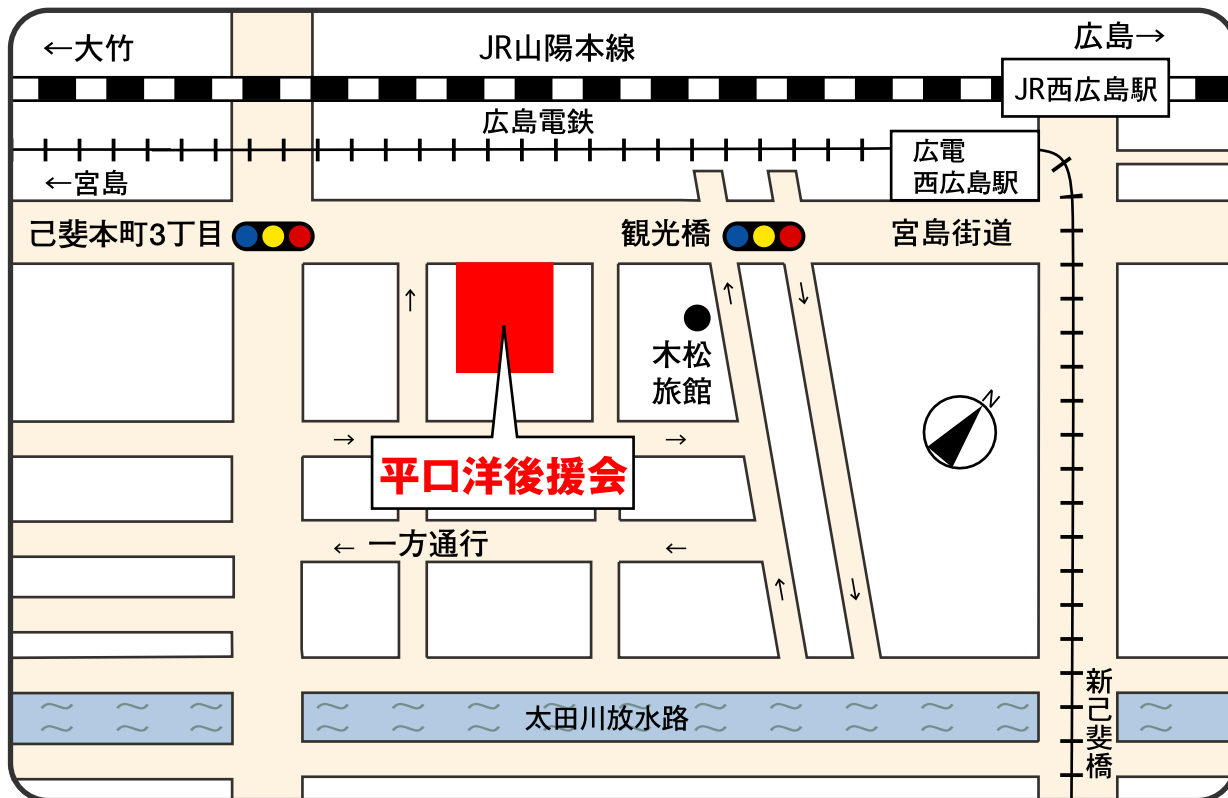 ←大竹
JR山陽本線
広島→
JR西広島駅
広島電鉄
広電
西広島駅
←宮島
己斐本町3丁目
観光橋
宮島街道
木松
旅館
N
平口洋後援会
← 一方通行
新己斐橋
太田川放水路